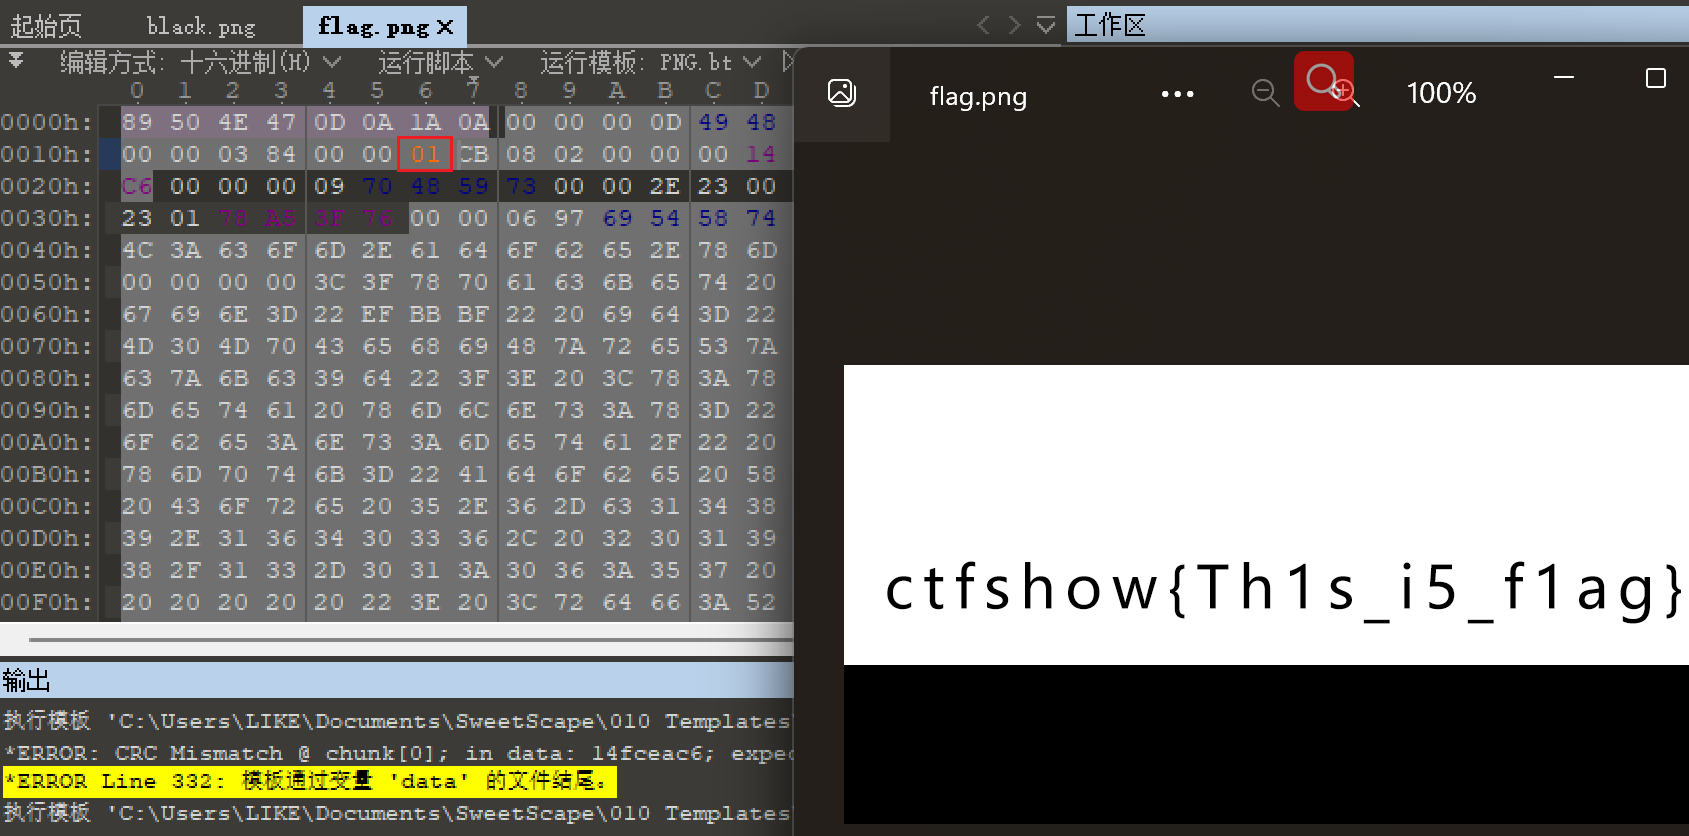 起始页 black.png flag.png × 工作区
编辑方式: 十六进制(H) 运行脚本 运行模板: PNG.bt
flag.png ... 100%
0 1 2 3 4 5 6 7 8 9 A B C D
0000h: 89 50 4E 47 0D 0A 1A 0A 00 00 00 0D 49 48
0010h: 00 00 03 84 00 00 01 CB 08 02 00 00 00 14
0020h: C6 00 00 00 09 70 48 59 73 00 00 2E 23 00
0030h: 23 01 78 A5 3F 76 00 00 06 97 69 54 58 74
0040h: 4C 3A 63 6F 6D 2E 61 64 6F 62 65 2E 78 6D
0050h: 00 00 00 00 3C 3F 78 70 61 63 6B 65 74 20
0060h: 67 69 6E 3D 22 EF BB BF 22 20 69 64 3D 22
0070h: 4D 30 4D 70 43 65 68 69 48 7A 72 65 53 7A
0080h: 63 7A 6B 63 39 64 22 3F 3E 20 3C 78 3A 78
0090h: 6D 65 74 61 20 78 6D 6C 6E 73 3A 78 3D 22
00A0h: 6F 62 65 3A 6E 73 3A 6D 65 74 61 2F 22 20
00B0h: 78 6D 70 74 6B 3D 22 41 64 6F 62 65 20 58
00C0h: 20 43 6F 72 65 20 35 2E 36 2D 63 31 34 38
00D0h: 39 2E 31 36 34 30 33 36 2C 20 32 30 31 39
00E0h: 38 2F 31 33 2D 30 31 3A 30 36 3A 35 37 20
00F0h: 20 20 20 20 20 22 3E 20 3C 72 64 66 3A 52
ctfshow{Th1s_i5_f1ag}
输出
执行模板 'C:\Users\LIKE\Documents\SweetScape\010 Templates
*ERROR: CRC Mismatch @ chunk[0]; in data: 14fceac6; expec
*ERROR Line 332: 模板通过变量 'data' 的文件结尾。
执行模板 'C:\Users\LIKE\Documents\SweetScape\010 Templates